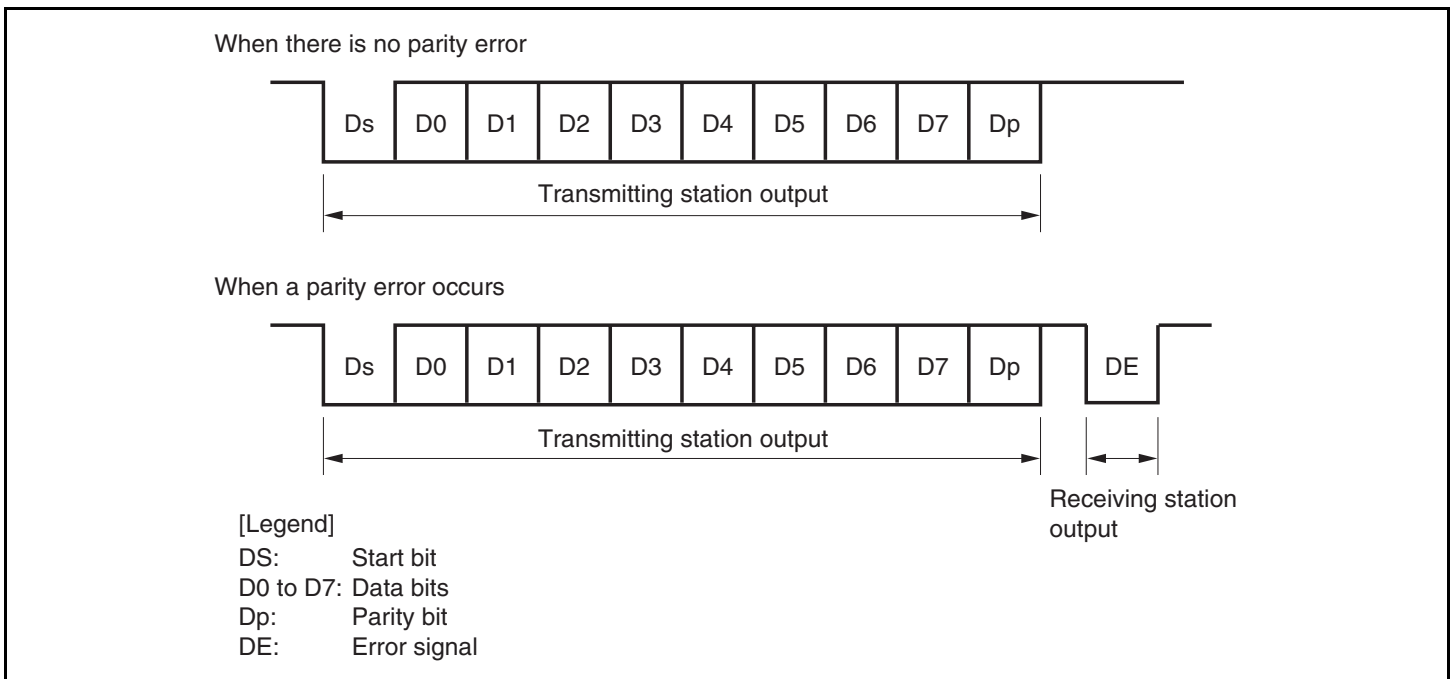 When there is no parity error
Ds D0 D1 D2 D3 D4 D5 D6 D7 Dp
Transmitting station output
When a parity error occurs
Ds D0 D1 D2 D3 D4 D5 D6 D7 Dp DE
Transmitting station output
Receiving station
output
[Legend]
DS: Start bit
D0 to D7: Data bits
Dp: Parity bit
DE: Error signal